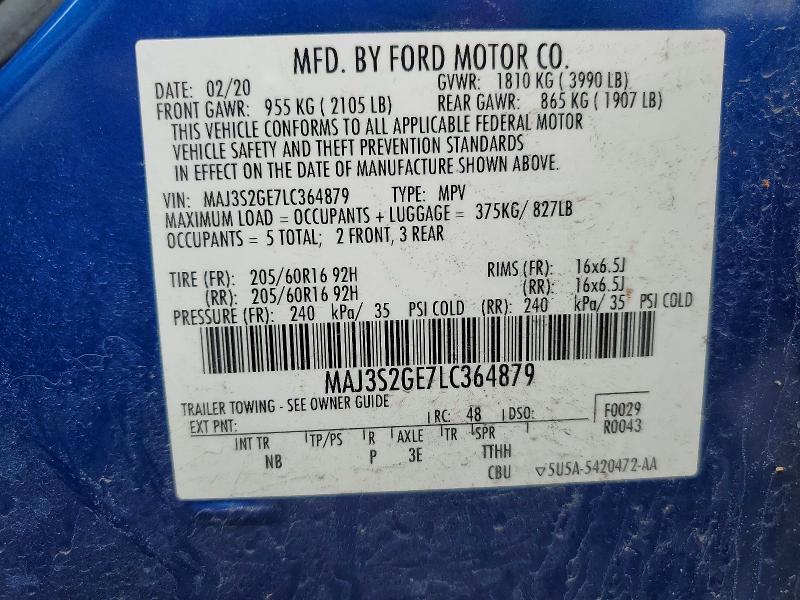 MFD. BY FORD MOTOR CO.
DATE: 02/20 GVWR: 1810 KG ( 3990 LB)
FRONT GAWR: 955 KG ( 2105 LB) REAR GAWR: 865 KG ( 1907 LB)
THIS VEHICLE CONFORMS TO ALL APPLICABLE FEDERAL MOTOR
VEHICLE SAFETY AND THEFT PREVENTION STANDARDS
IN EFFECT ON THE DATE OF MANUFACTURE SHOWN ABOVE.
VIN: MAJ3S2GE7LC364879 TYPE: MPV
MAXIMUM LOAD = OCCUPANTS + LUGGAGE = 375KG/ 827LB
OCCUPANTS = 5 TOTAL; 2 FRONT, 3 REAR
TIRE (FR): 205/60R16 92H RIMS (FR): 16x6.5J
(RR): 205/60R16 92H (RR): 16x6.5J
PRESSURE (FR): 240 kPa/ 35 PSI COLD (RR): 240 kPa/ 35 PSI COLD
MAJ3S2GE7LC364879
TRAILER TOWING - SEE OWNER GUIDE
EXT PNT: RC: 48 DSO: F0029
R0043
INT TR TP/PS R AXLE TR SPR
NB P 3E TTHH
CBU 5U5A-5420472-AA